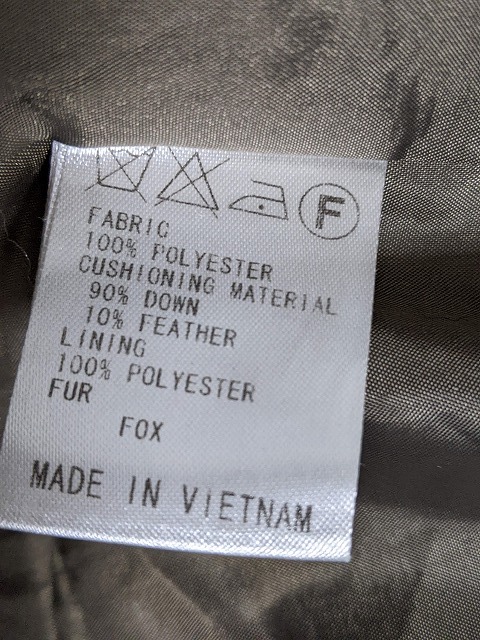 F
FABRIC
100% POLYESTER
CUSHIONING MATERIAL
90% DOWN
10% FEATHER
LINING
100% POLYESTER
FUR
FOX
MADE IN VIETNAM